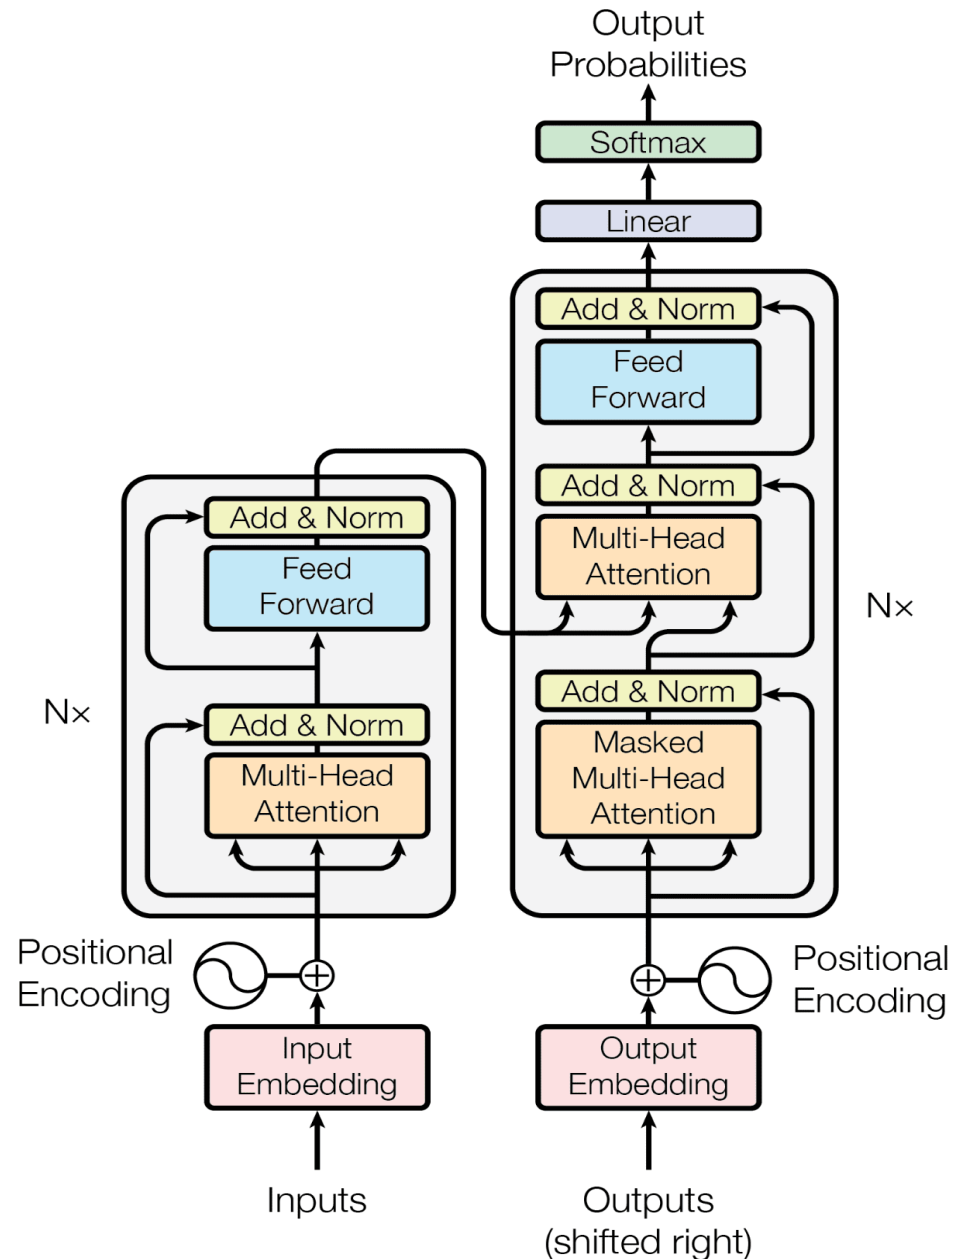 Output
Probabilities
Softmax
Linear
Add & Norm
Feed
Forward
Add & Norm
Multi-Head
Attention
N×
Add & Norm
Masked
Multi-Head
Attention
Add & Norm
Feed
Forward
N×
Add & Norm
Multi-Head
Attention
Positional
Encoding
Positional
Encoding
Input
Embedding
Output
Embedding
Inputs
Outputs
(shifted right)